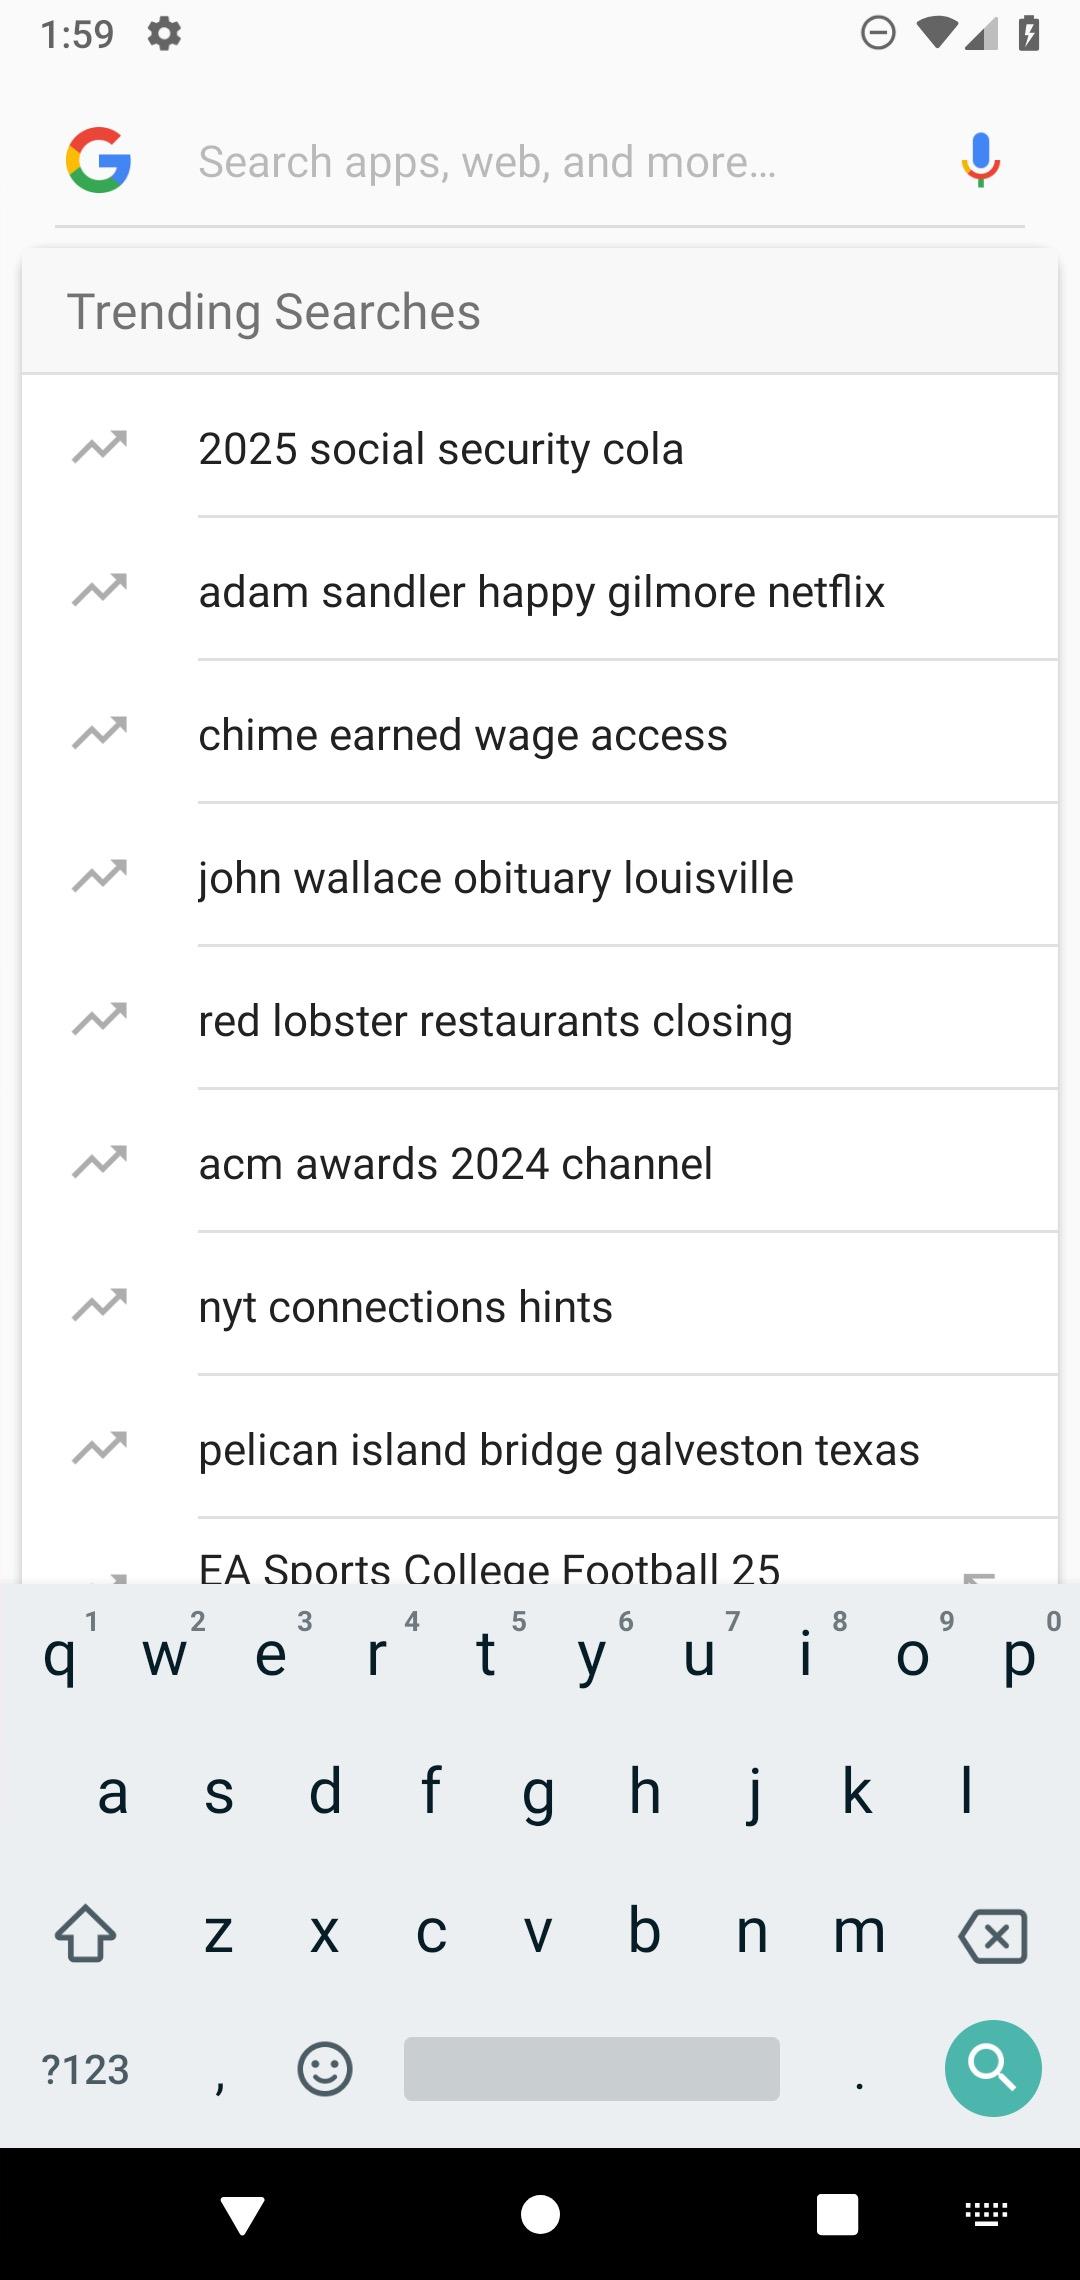 1:59
Search apps, web, and more...
Trending Searches
2025 social security cola
adam sandler happy gilmore netflix
chime earned wage access
john wallace obituary louisville
red lobster restaurants closing
acm awards 2024 channel
nyt connections hints
pelican island bridge galveston texas
EA Sports College Football 25
1 2 3 4 5 6 7 8 9 0
q w e r t y u i o p
a s d f g h j k l
z x c v b n m
?123 , .